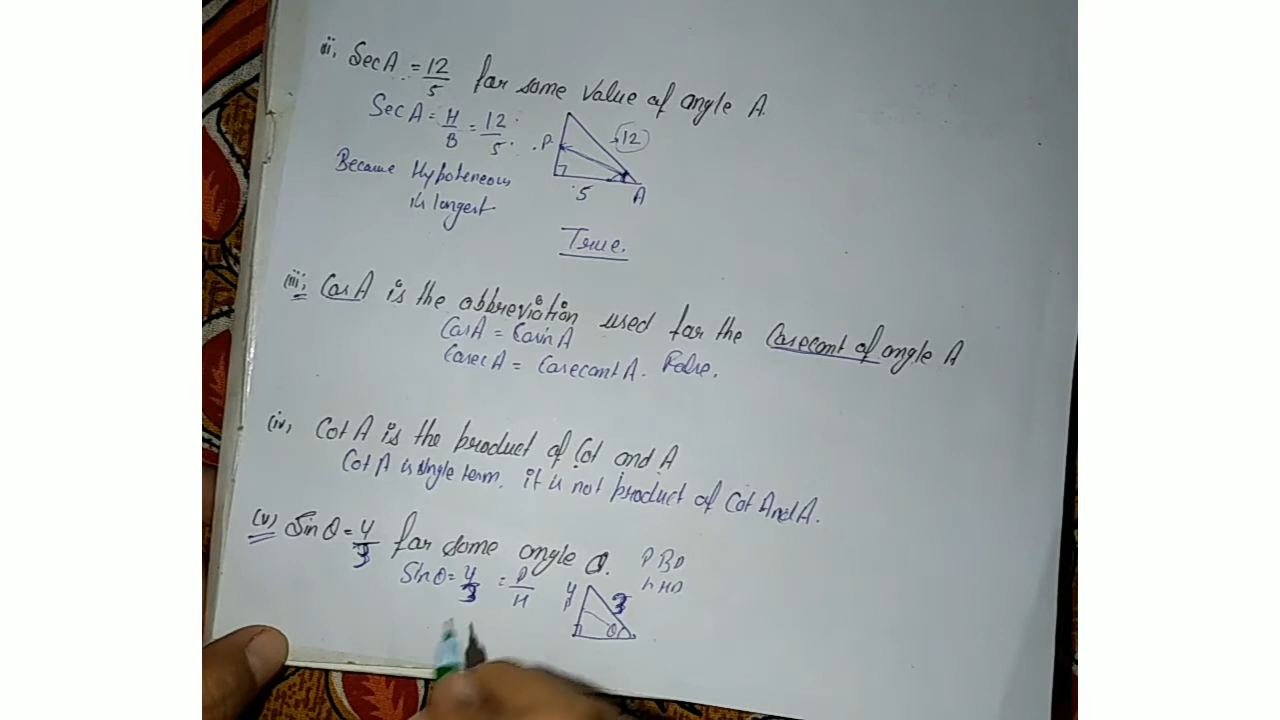 ii, Sec A = 12/5 for some value of angle A.
Sec A = H/B = 12/5.
P 12 5 A
Because Hypoteneous
is longest
True.
(iii) Cos A is the abbreviation used for the Cosecant of angle A
Cos A = Cosin A
Cosec A = Cosecant A. False.
(iv, Cot A is the product of Cot and A
Cot A is single term, it is not product of Cot And A.
(v) Sin θ = 4/3 for some angle θ.
P B P
h H B
Sin θ = 4/3 = P/H
4 P 3 θ